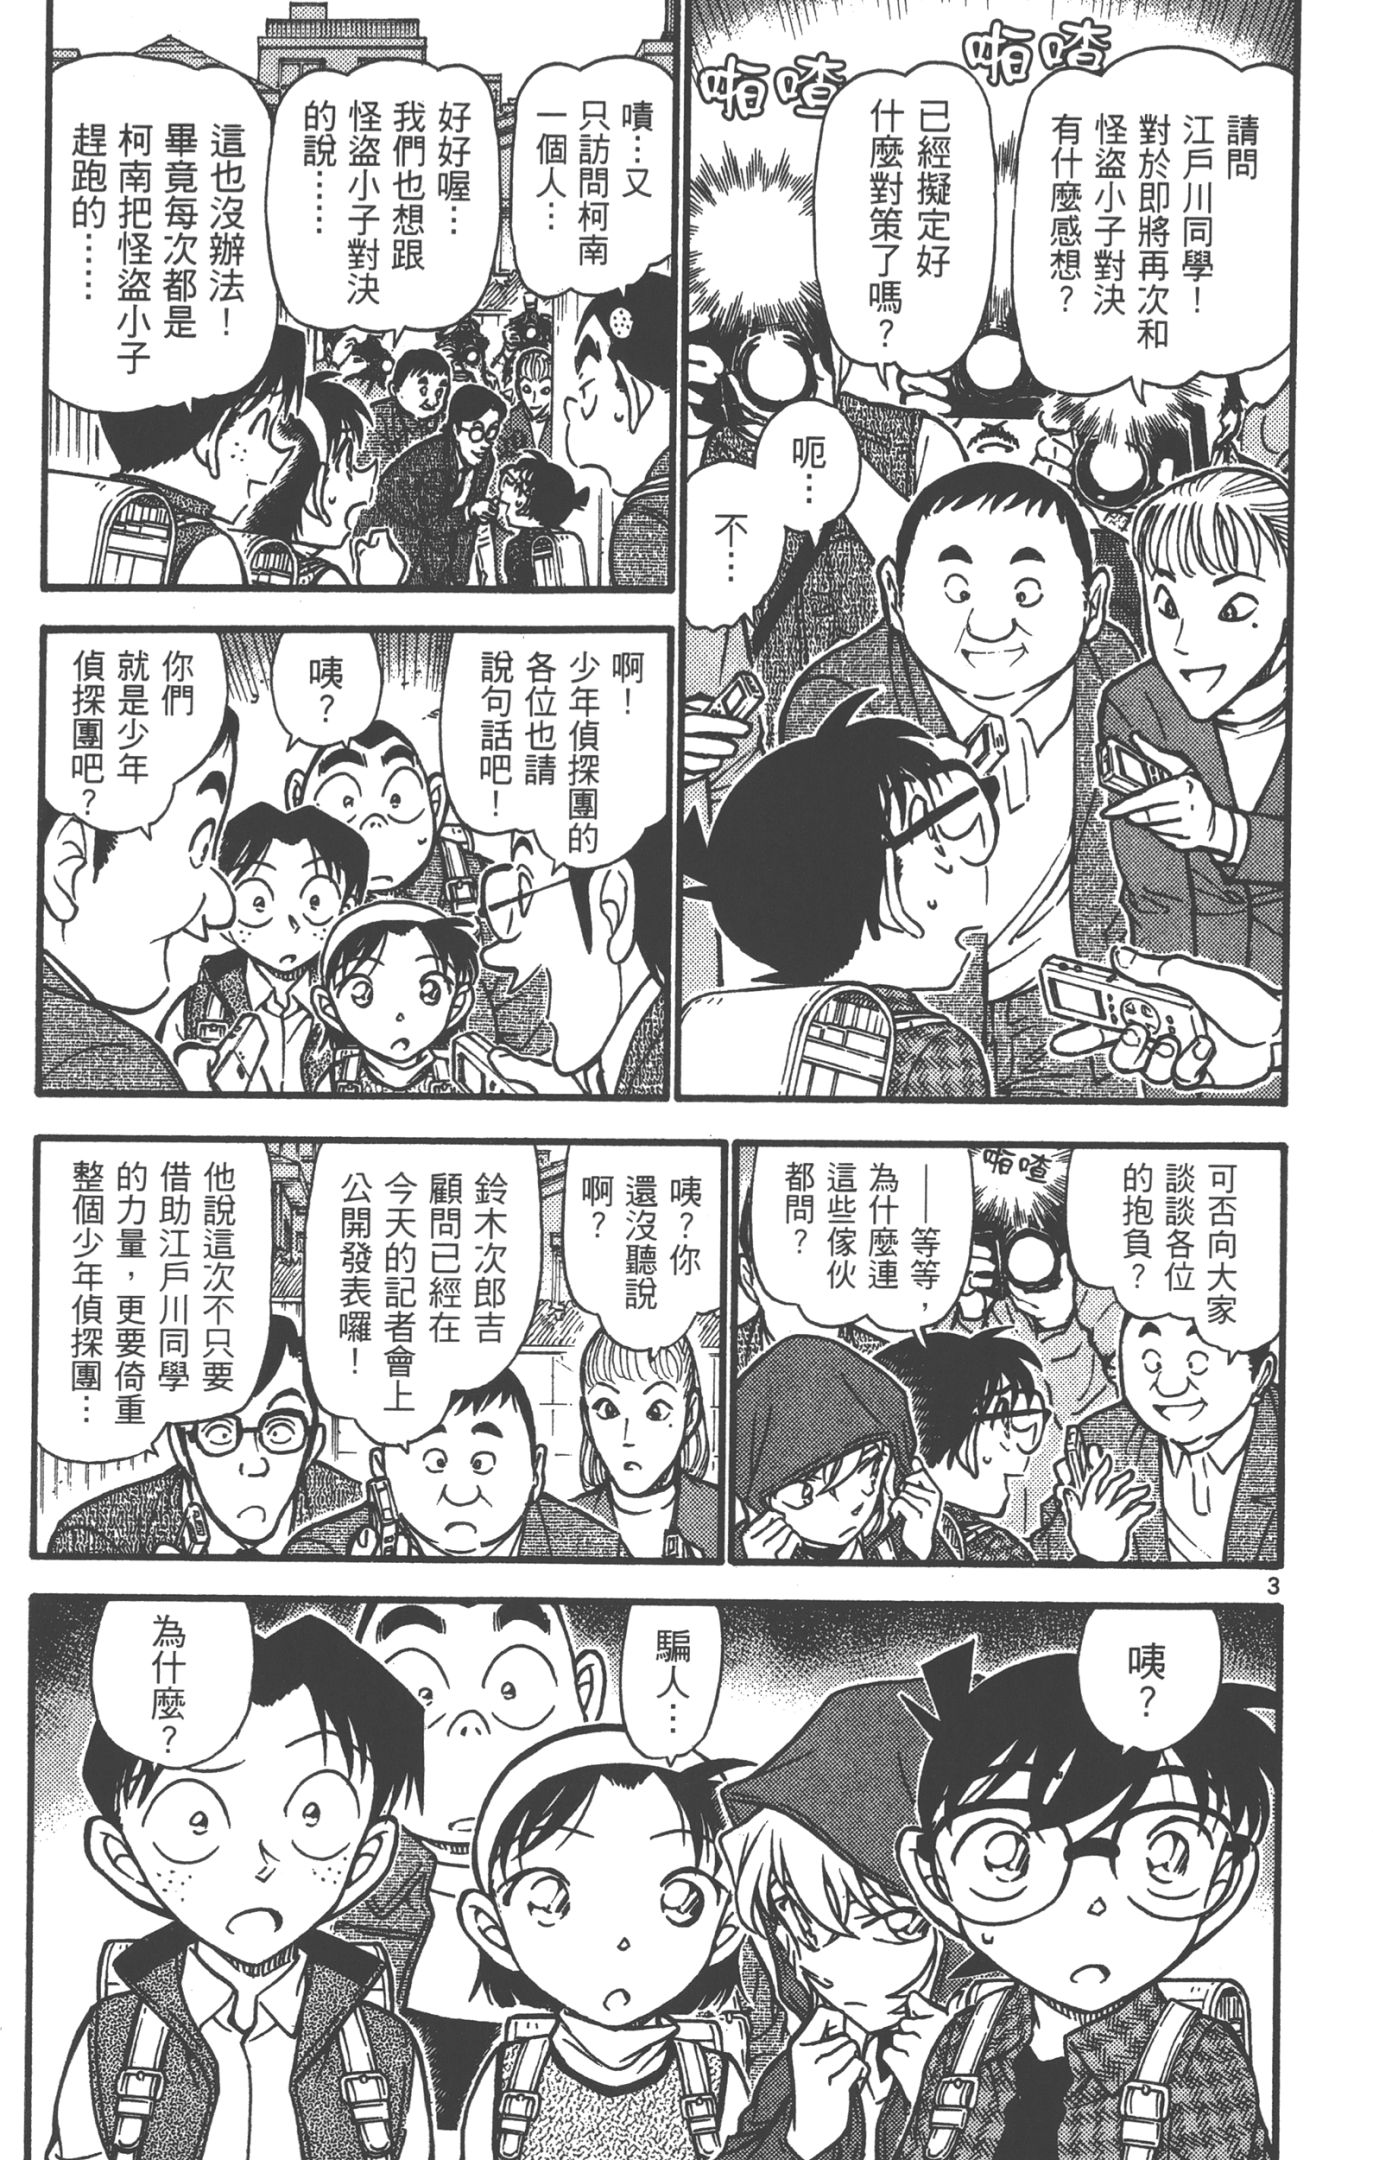 啪喳
啪喳
請問
江戶川同學！
對於即將再次和
怪盜小子對決
有什麼感想？
已經擬定好
什麼對策了嗎？
呃…
不…
嘖…又
只訪問柯南
一個人…
好好喔…
我們也想跟
怪盜小子對決
的說……
這也沒辦法！
畢竟每次都是
柯南把怪盜小子
趕跑的……
啊！
少年偵探團的
各位也請
說句話吧！
咦？
你們
就是少年
偵探團吧？
可否向大家
談談各位
的抱負？
啪喳
——等等，
為什麼連
這些傢伙
都問？
咦？你
還沒聽說
啊？
鈴木次郎吉
顧問已經在
今天的記者會上
公開發表囉！
他說這次不只要
借助江戶川同學
的力量，更要倚重
整個少年偵探團…
3
咦？
騙人…
為什麼？